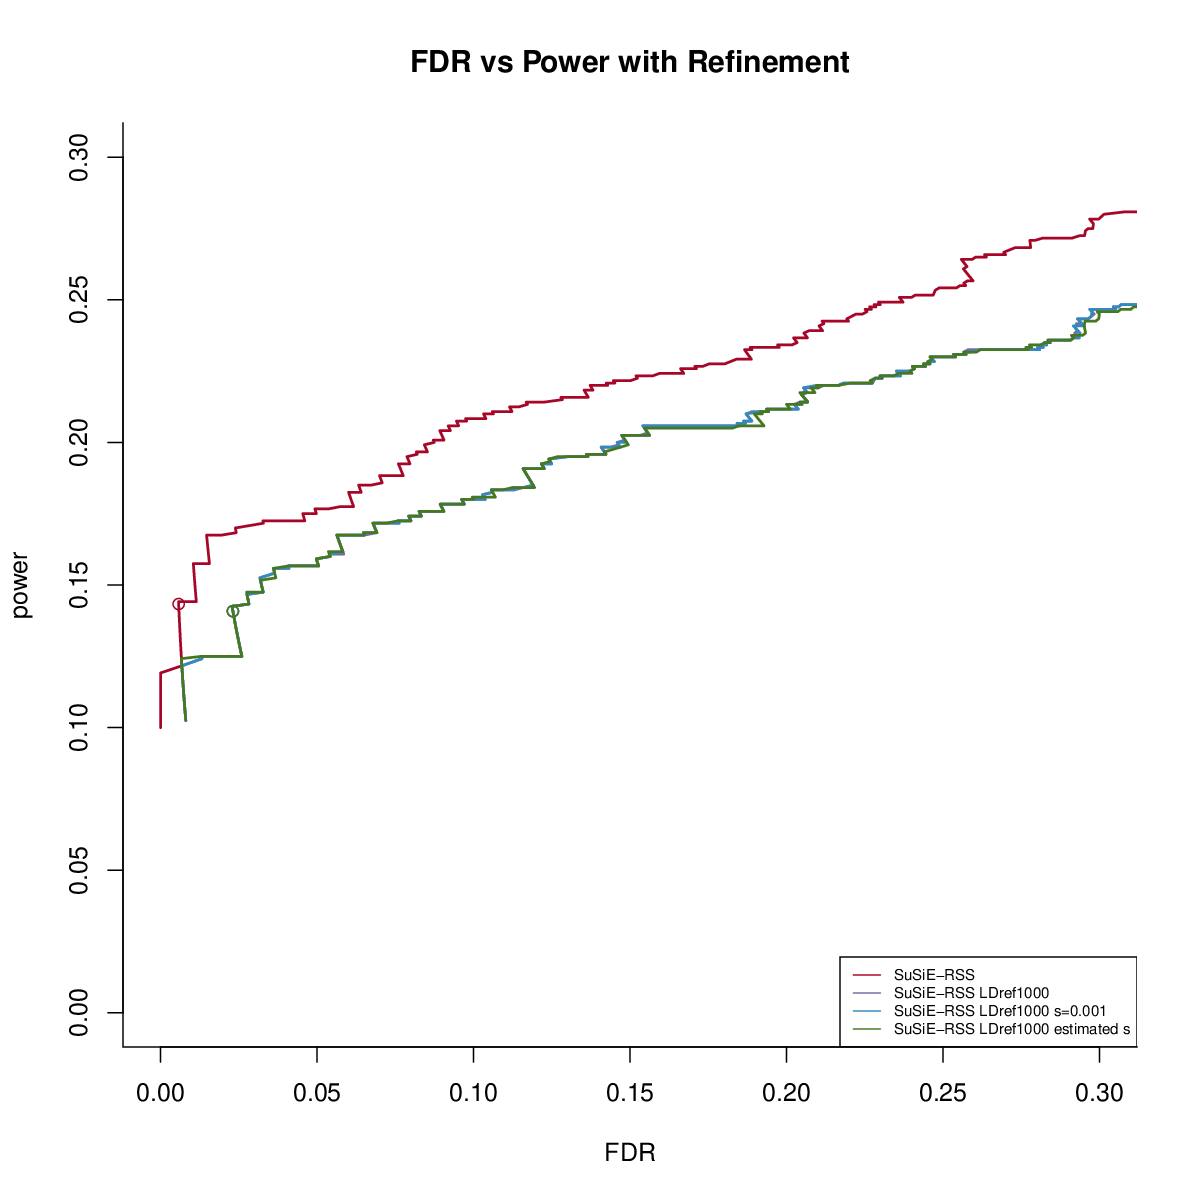 FDR vs Power with Refinement
power
0.30
0.25
0.20
0.15
0.10
0.05
0.00
SuSiE−RSS
SuSiE−RSS LDref1000
SuSiE−RSS LDref1000 s=0.001
SuSiE−RSS LDref1000 estimated s
0.00 0.05 0.10 0.15 0.20 0.25 0.30
FDR